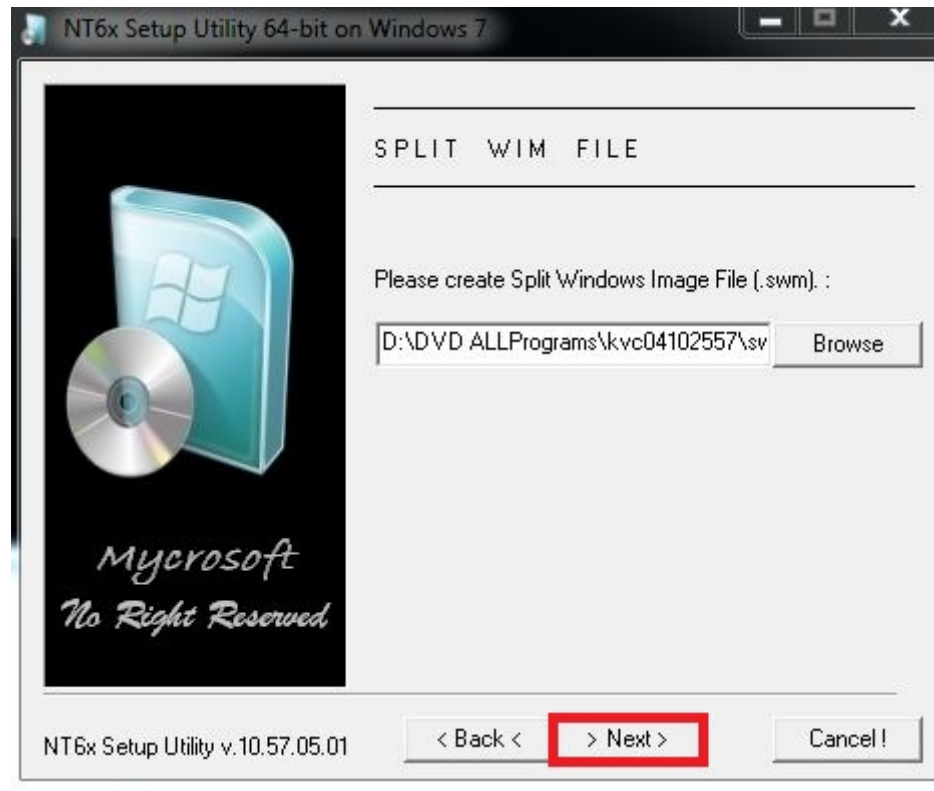 NT6x Setup Utility 64-bit on Windows 7
SPLIT WIM FILE
Please create Split Windows Image File (.swm). :
D:\DVD ALLPrograms\kvc04102557\sv
Browse
Mycrosoft
No Right Reserved
NT6x Setup Utility v.10.57.05.01
< Back <
> Next >
Cancel !